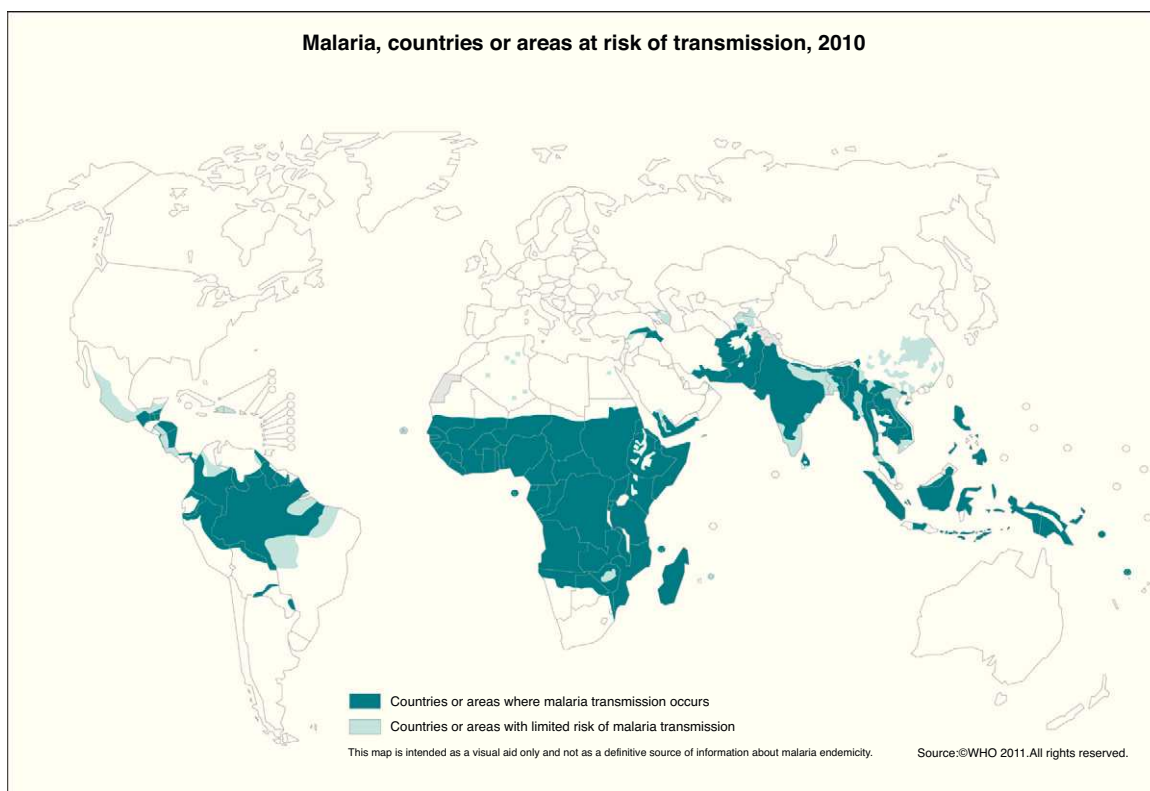 Malaria, countries or areas at risk of transmission, 2010
Countries or areas where malaria transmission occurs
Countries or areas with limited risk of malaria transmission
This map is intended as a visual aid only and not as a definitive source of information about malaria endemicity.
Source:©WHO 2011.All rights reserved.